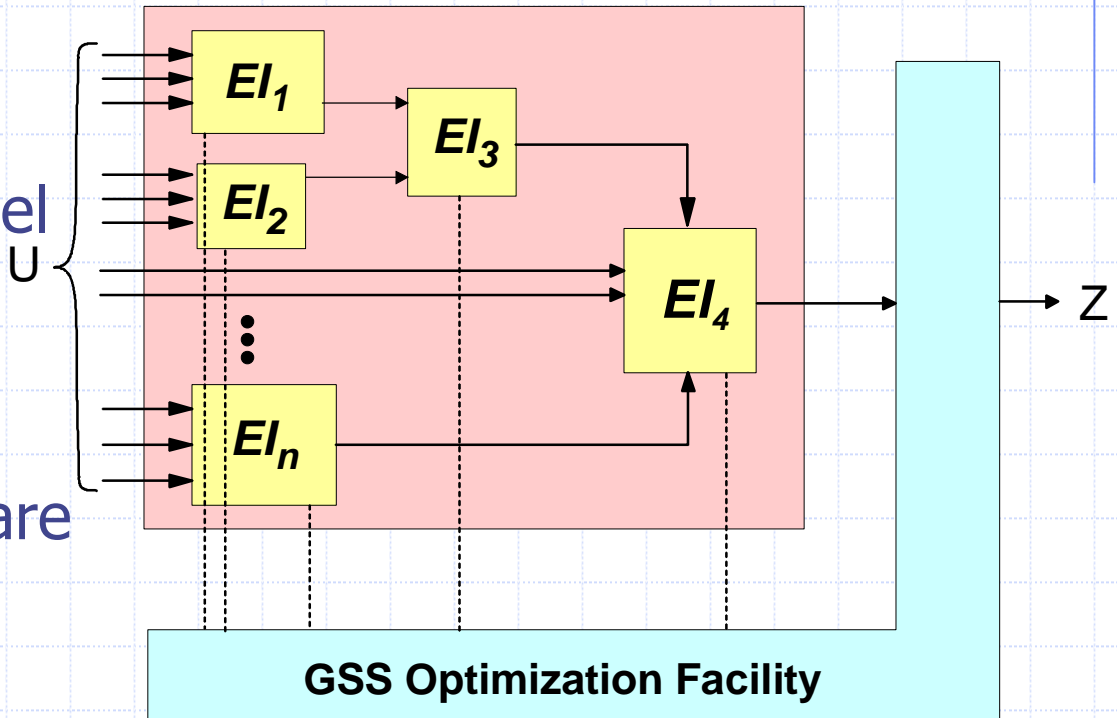 EI1
EI3
EI2
el
U
EI4
Z
EIn
are
GSS Optimization Facility